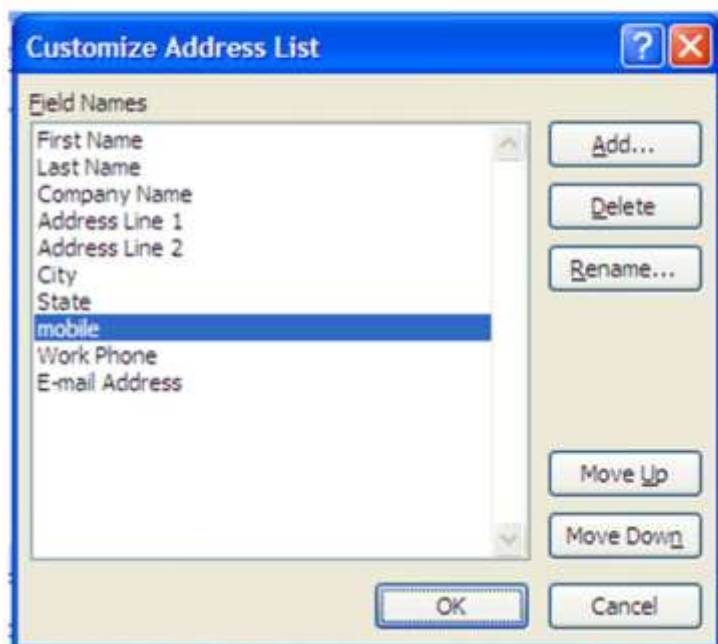 Customize Address List
Field Names
First Name
Last Name
Company Name
Address Line 1
Address Line 2
City
State
mobile
Work Phone
E-mail Address
Add...
Delete
Rename...
Move Up
Move Down
OK
Cancel